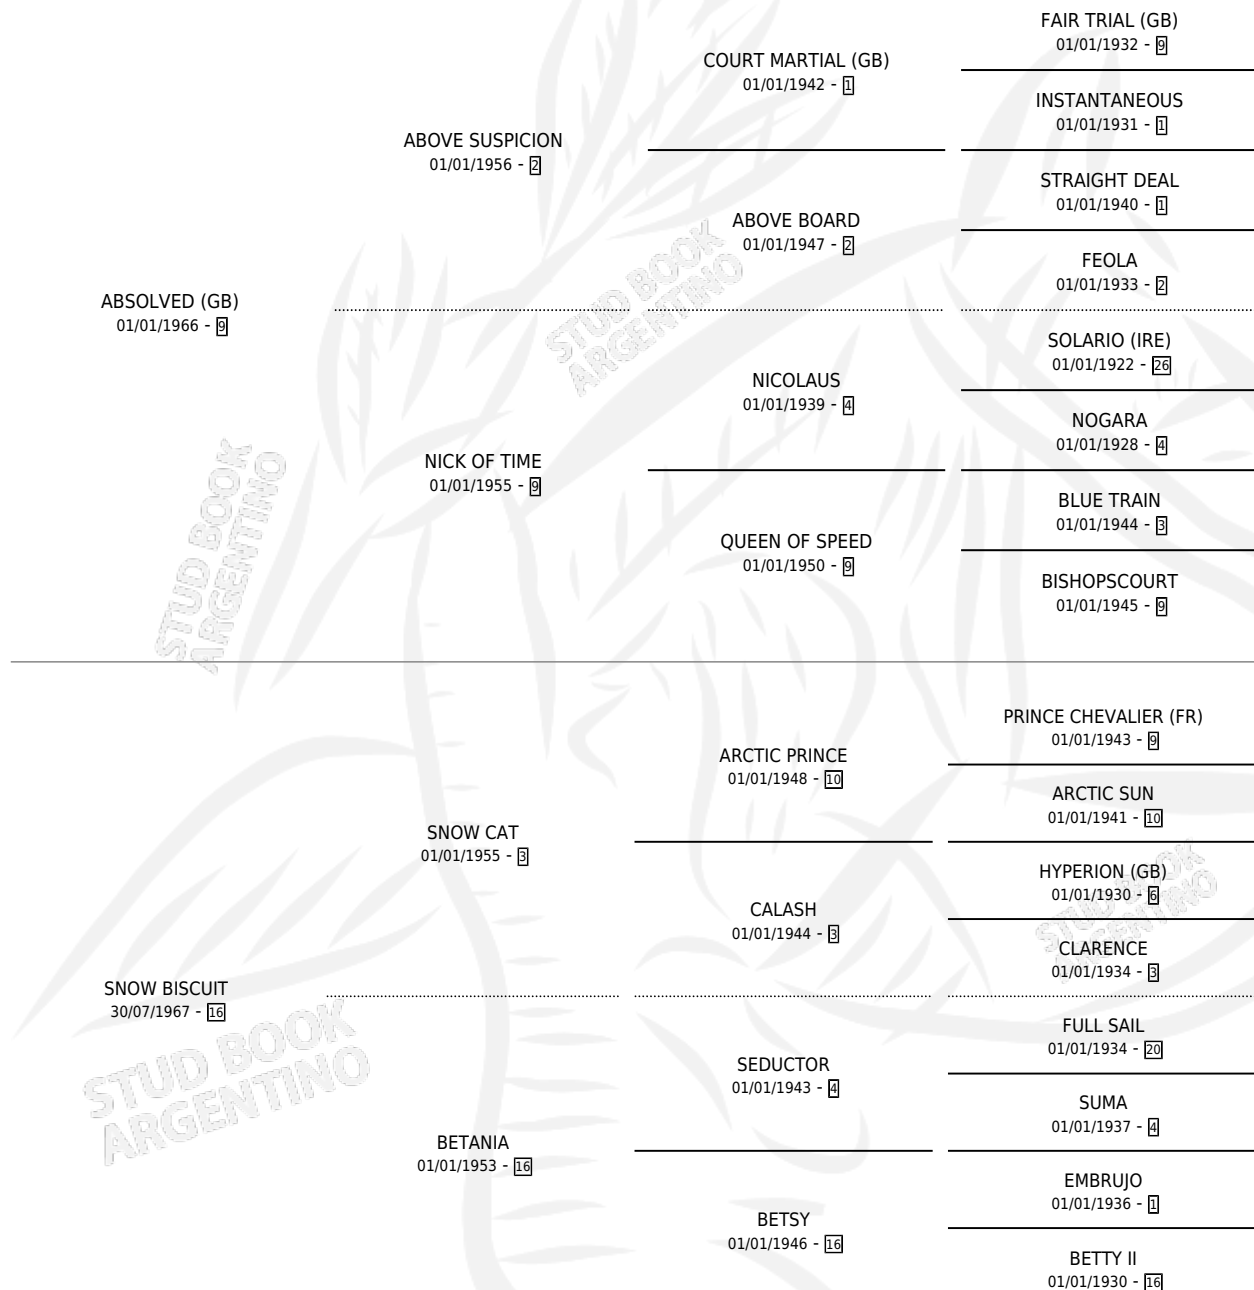 FAIR TRIAL (GB)
01/01/1932 - 9
COURT MARTIAL (GB)
01/01/1942 - 1
INSTANTANEOUS
01/01/1931 - 1
ABOVE SUSPICION
01/01/1956 - 2
STRAIGHT DEAL
01/01/1940 - 1
ABOVE BOARD
01/01/1947 - 2
FEOLA
01/01/1933 - 2
ABSOLVED (GB)
01/01/1966 - 9
SOLARIO (IRE)
01/01/1922 - 26
NICOLAUS
01/01/1939 - 4
NOGARA
01/01/1928 - 4
NICK OF TIME
01/01/1955 - 9
BLUE TRAIN
01/01/1944 - 3
QUEEN OF SPEED
01/01/1950 - 9
BISHOPSCOURT
01/01/1945 - 9
PRINCE CHEVALIER (FR)
01/01/1943 - 9
ARCTIC PRINCE
01/01/1948 - 10
ARCTIC SUN
01/01/1941 - 10
SNOW CAT
01/01/1955 - 3
HYPERION (GB)
01/01/1930 - 6
CALASH
01/01/1944 - 3
CLARENCE
01/01/1934 - 3
SNOW BISCUIT
30/07/1967 - 16
FULL SAIL
01/01/1934 - 20
SEDUCTOR
01/01/1943 - 4
SUMA
01/01/1937 - 4
BETANIA
01/01/1953 - 16
EMBRUJO
01/01/1936 - 1
BETSY
01/01/1946 - 16
BETTY II
01/01/1930 - 16
STUD BOOK
ARGENTINO
STUD BOOK
ARGENTINO
STUD BOOK
ARGENTINO
STUD BOOK
ARGENTINO